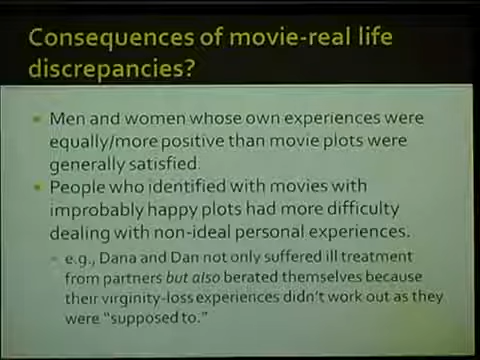 Consequences of movie-real life
discrepancies?
Men and women whose own experiences were
equally/more positive than movie plots were
generally satisfied.
People who identified with movies with
improbably happy plots had more difficulty
dealing with non-ideal personal experiences.
e.g., Dana and Dan not only suffered ill treatment
from partners but also berated themselves because
their virginity-loss experiences didn't work out as they
were "supposed to."